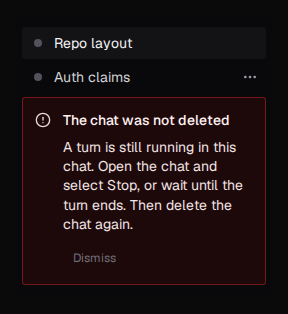 Repo layout
Auth claims
The chat was not deleted
A turn is still running in this
chat. Open the chat and
select Stop, or wait until the
turn ends. Then delete the
chat again.
Dismiss